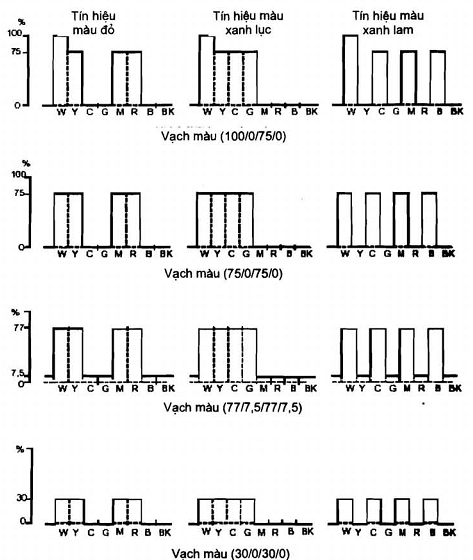 Tín hiệu màu đỏ
Tín hiệu màu xanh lục
Tín hiệu màu xanh lam
%
100
75
0
W Y C G M R B BK
W Y C G M R B BK
W Y C G M R B BK
Vạch màu (100/0/75/0)
%
100
75
0
W Y C G M R B BK
W Y C G M R B BK
W Y C G M R B BK
Vạch màu (75/0/75/0)
%
77
7,5
0
W Y C G M R B BK
W Y C G M R B BK
W Y C G M R B BK
Vạch màu (77/7,5/77/7,5)
%
30
0
W Y C G M R B BK
W Y C G M R B BK
W Y C G M R B BK
Vạch màu (30/0/30/0)